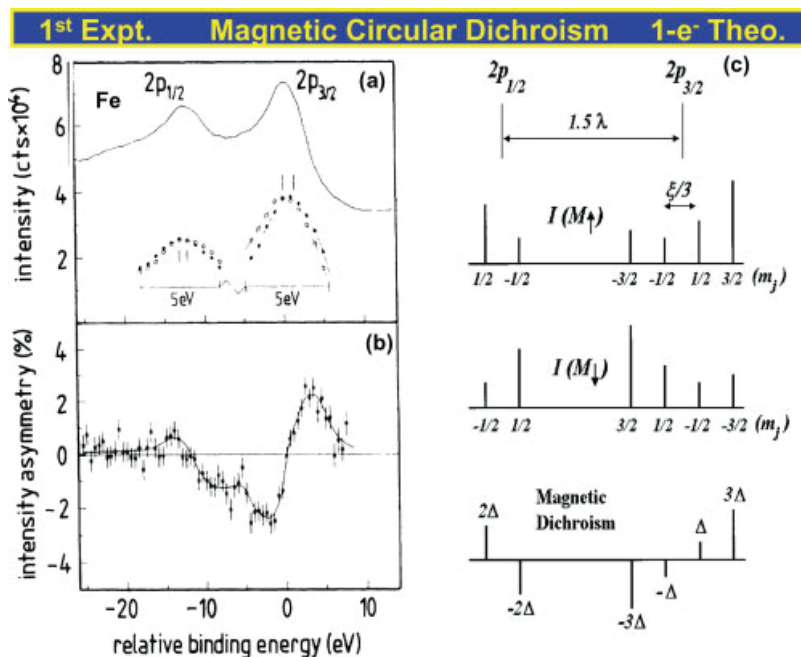 1st Expt. Magnetic Circular Dichroism 1-e- Theo.
8
6
4
2
intensity (cts×10⁶)
Fe
2p1/2
2p3/2
(a)
5eV
5eV
4
2
0
-2
-4
intensity asymmetry (%)
(b)
-20
-10
0
10
relative binding energy (eV)
(c)
2p1/2
2p3/2
1.5 λ
I (M↑)
ξ/3
1/2 -1/2 -3/2 -1/2 1/2 3/2 (mj)
I (M↓)
-1/2 1/2 3/2 1/2 -1/2 -3/2 (mj)
Magnetic
Dichroism
2Δ
-2Δ
-3Δ
-Δ
Δ
3Δ